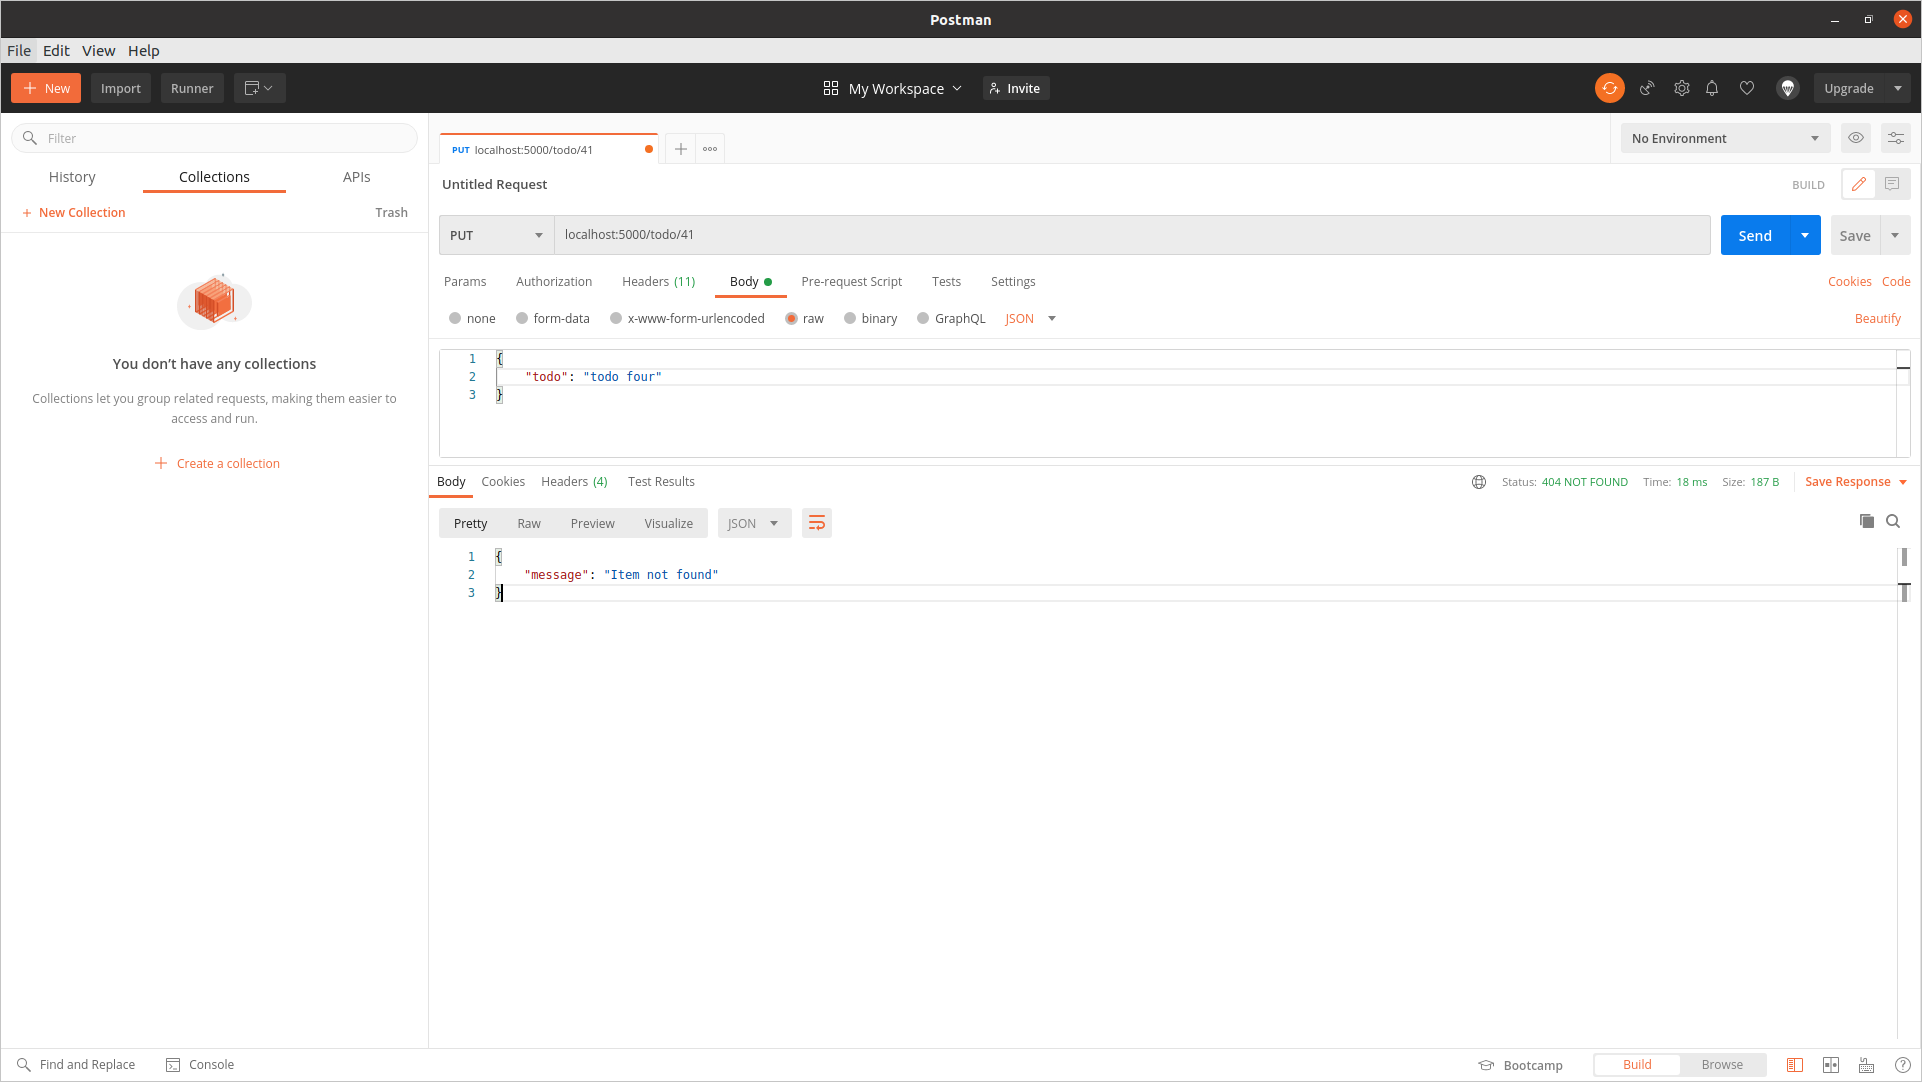 Postman
File Edit View Help
New Import Runner My Workspace Invite Upgrade
Filter
History Collections APIs
New Collection Trash
You don’t have any collections
Collections let you group related requests, making them easier to
access and run.
Create a collection
PUT localhost:5000/todo/41
No Environment
Untitled Request BUILD
PUT localhost:5000/todo/41 Send Save
Params Authorization Headers (11) Body Pre-request Script Tests Settings Cookies Code
none form-data x-www-form-urlencoded raw binary GraphQL JSON Beautify
1 {
2 "todo": "todo four"
3 }
Body Cookies Headers (4) Test Results Status: 404 NOT FOUND Time: 18 ms Size: 187 B Save Response
Pretty Raw Preview Visualize JSON
1 {
2 "message": "Item not found"
3 }
Find and Replace Console Bootcamp Build Browse